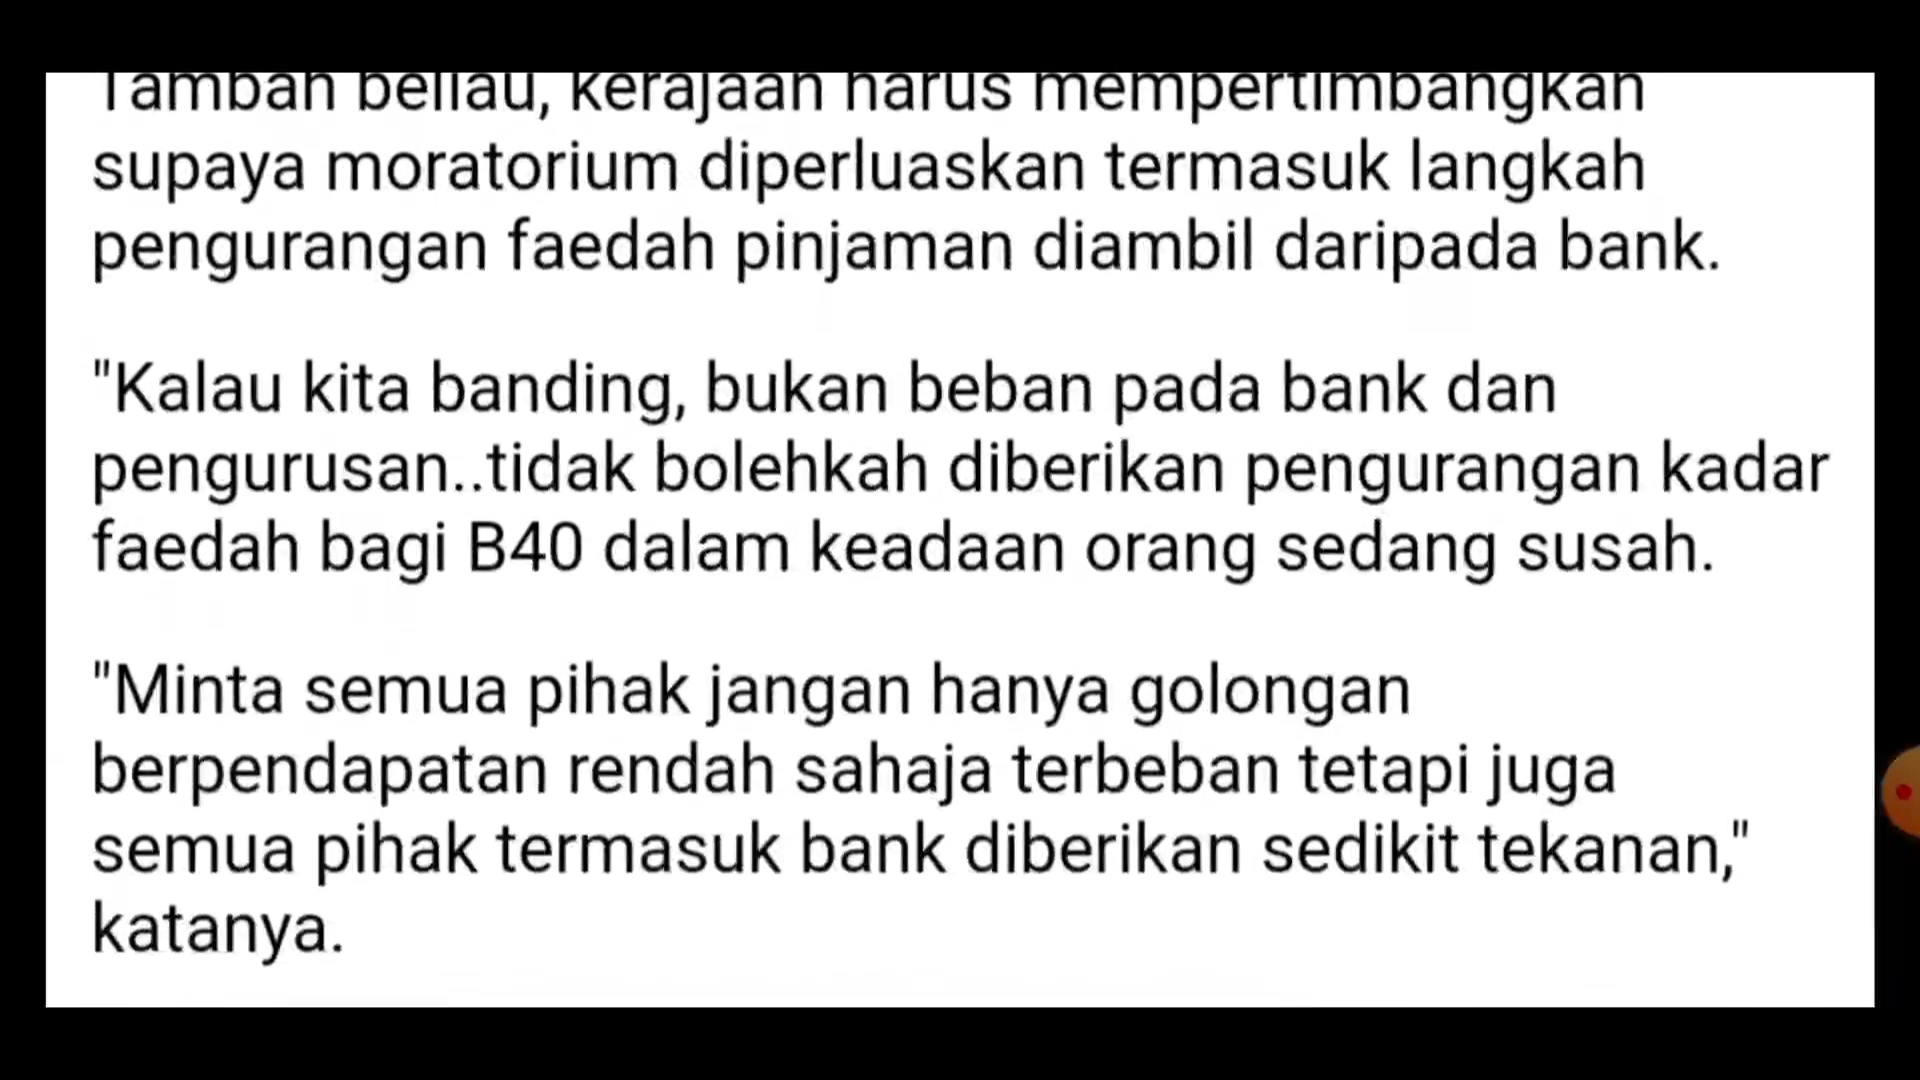 Tambah beliau, kerajaan harus mempertimbangkan
supaya moratorium diperluaskan termasuk langkah
pengurangan faedah pinjaman diambil daripada bank.
"Kalau kita banding, bukan beban pada bank dan
pengurusan..tidak bolehkah diberikan pengurangan kadar
faedah bagi B40 dalam keadaan orang sedang susah.
"Minta semua pihak jangan hanya golongan
berpendapatan rendah sahaja terbeban tetapi juga
semua pihak termasuk bank diberikan sedikit tekanan,"
katanya.